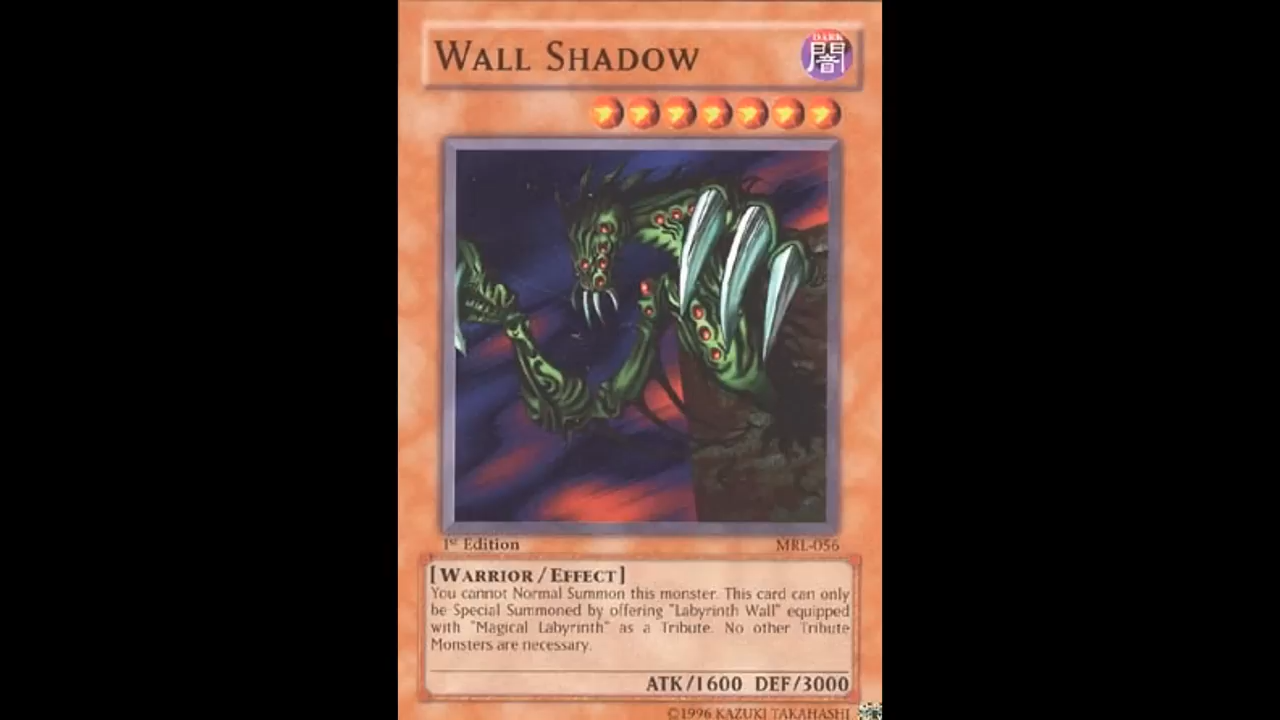 WALL SHADOW
DARK
闇
1st Edition
MRL-056
[WARRIOR/EFFECT]
You cannot Normal Summon this monster. This card can only
be Special Summoned by offering "Labyrinth Wall" equipped
with "Magical Labyrinth" as a Tribute. No other Tribute
Monsters are necessary.
ATK/1600 DEF/3000
©1996 KAZUKI TAKAHASHI